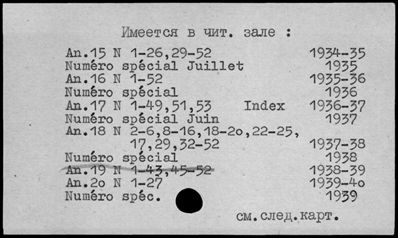 Имеется в чит. зале :
An.15 N 1-26,29-52 1934-35
Numéro spécial Juillet 1935
An.16 N 1-52 1935-36
Numéro spécial 1936
An.17 N 1-49,51,53 Index 1936-37
Numéro spécial Juin 1937
An.18 N 2-6,8-16,18-2o,22-25,
17,29,32-52 1937-38
Numéro spécial 1938
An.19 N 1-43,45-52 1938-39
An.2o N 1-27 1939-4o
Numéro spéc. 1939
см.след.карт.